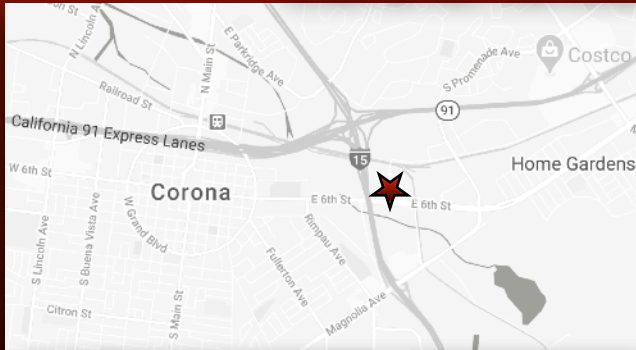 N Lincoln A
on St
N Main St
E Parkridge Ave
S Promenade Ave
Costco
Railroad St
91
California 91 Express Lanes
15
Home Gardens
W 6th St
Corona
E 6th St
E 6th St
W Grand Blvd
Rimpau Ave
S Lincoln Ave
S Buena Vista Ave
Fullerton Ave
Citron St
S Main St
Magnolia Ave